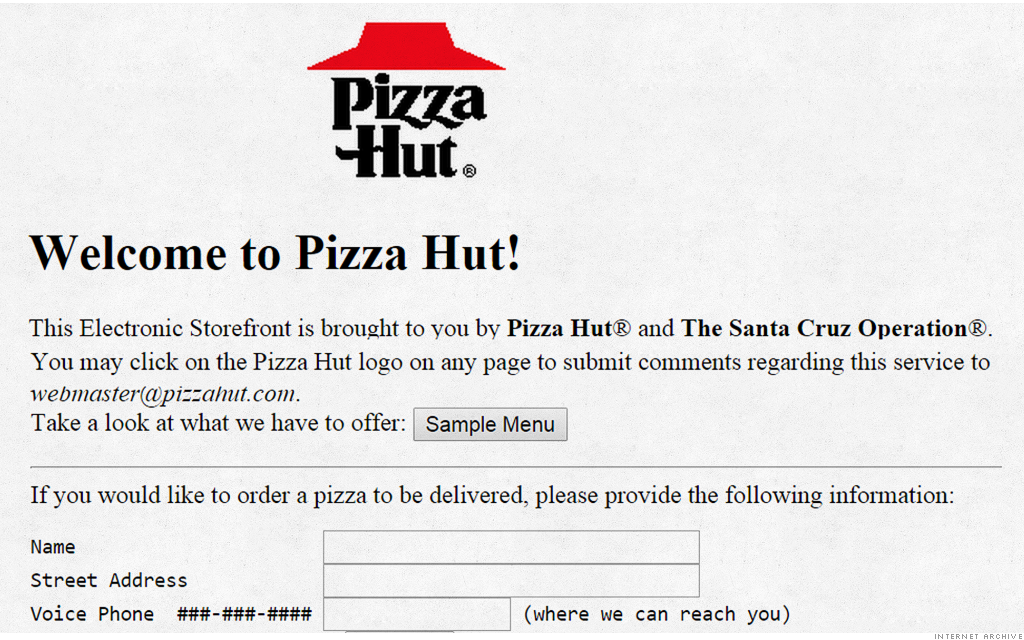 Pizza
Hut®
Welcome to Pizza Hut!
This Electronic Storefront is brought to you by Pizza Hut® and The Santa Cruz Operation®.
You may click on the Pizza Hut logo on any page to submit comments regarding this service to
webmaster@pizzahut.com.
Take a look at what we have to offer: Sample Menu
If you would like to order a pizza to be delivered, please provide the following information:
Name
Street Address
Voice Phone ###-###-#### (where we can reach you)
INTERNET ARCHIVE